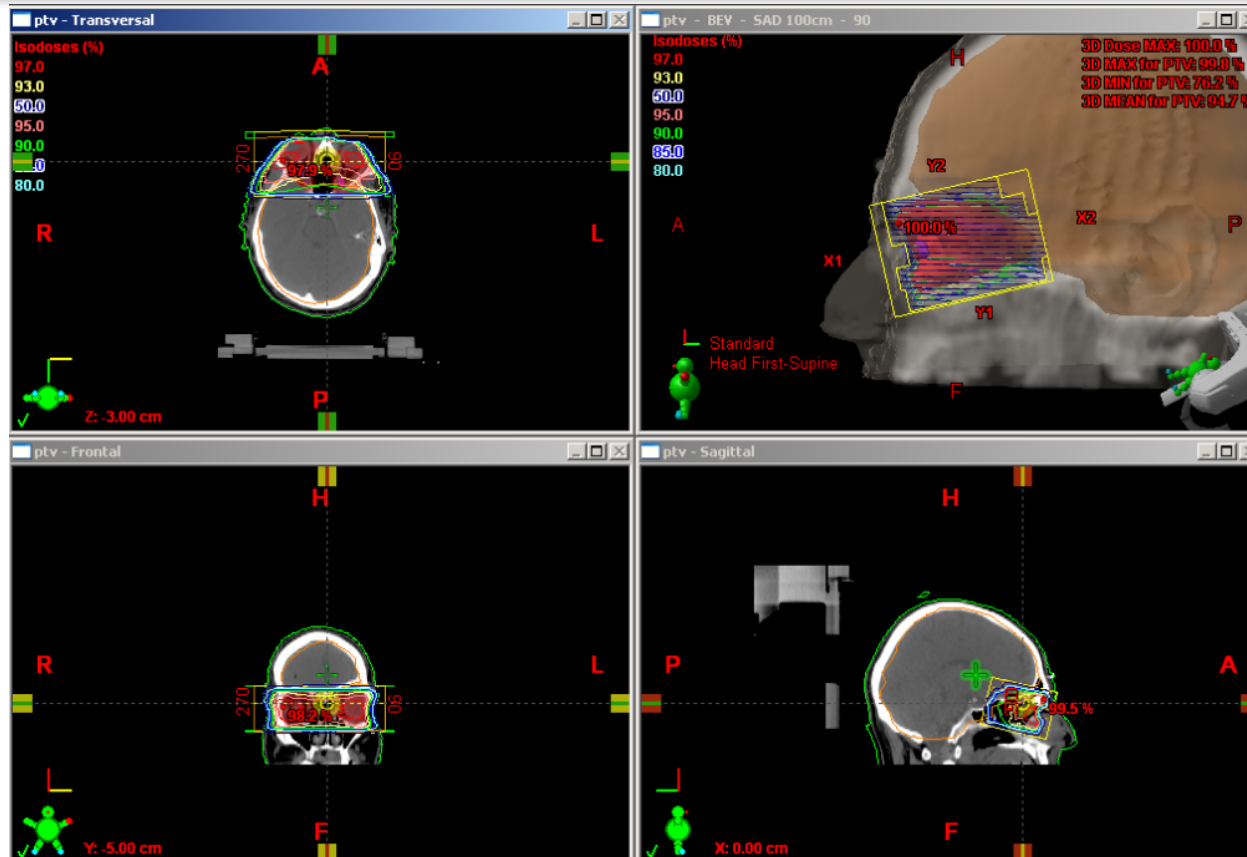 ptv - Transversal
Isodoses (%)
97.0
93.0
50.0
95.0
90.0
80.0
A
270
90
97.9 %
R
L
P
Z: -3.00 cm
ptv - BEV - SAD 100cm - 90
Isodoses (%)
97.0
93.0
50.0
95.0
90.0
85.0
80.0
3D Dose MAX: 100.0 %
3D MAX for PTV: 99.8 %
3D MIN for PTV: 76.2 %
3D MEAN for PTV: 94.7 %
H
Y2
A
100.0 %
X2
P
X1
Y1
Standard
Head First-Supine
F
ptv - Frontal
H
R
L
270
90
98.2 %
F
Y: -5.00 cm
ptv - Sagittal
H
P
A
99.5 %
F
X: 0.00 cm